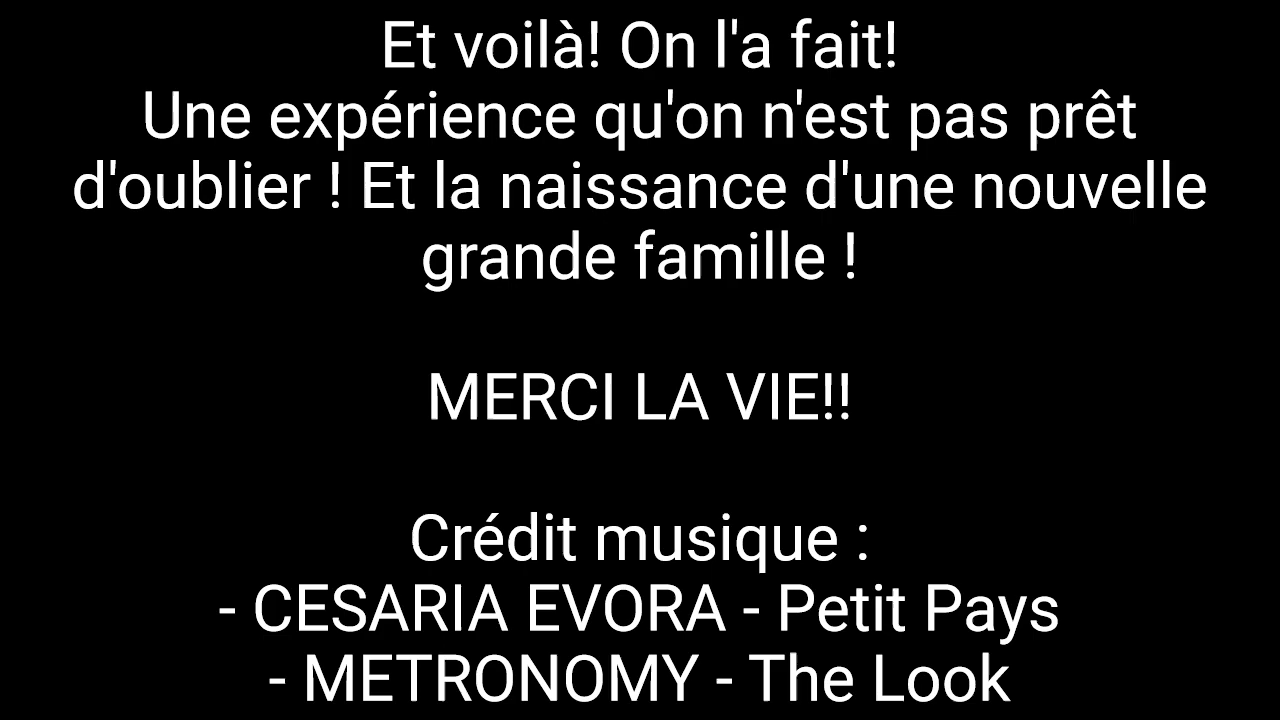 Et voilà! On l'a fait!
Une expérience qu'on n'est pas prêt
d'oublier ! Et la naissance d'une nouvelle
grande famille !
MERCI LA VIE!!
Crédit musique :
- CESARIA EVORA - Petit Pays
- METRONOMY - The Look